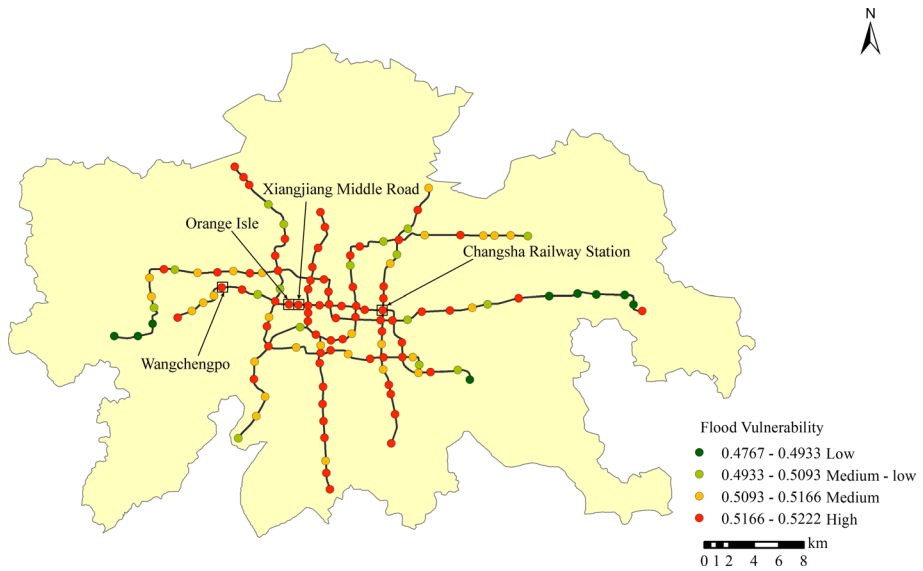 N
Xiangjiang Middle Road
Orange Isle
Changsha Railway Station
Wangchengpo
Flood Vulnerability
0.4767 - 0.4933 Low
0.4933 - 0.5093 Medium - low
0.5093 - 0.5166 Medium
0.5166 - 0.5222 High
km
0 1 2 4 6 8